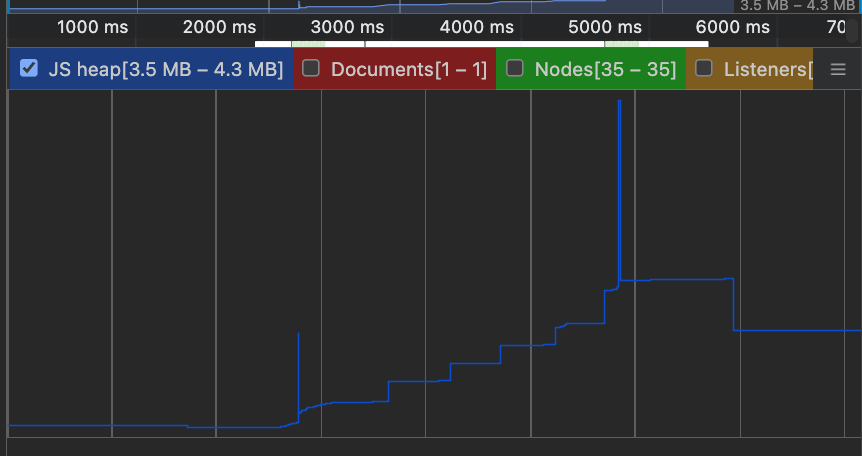 3.5 MB – 4.3 MB
1000 ms 2000 ms 3000 ms 4000 ms 5000 ms 6000 ms 70
JS heap[3.5 MB – 4.3 MB] Documents[1 – 1] Nodes[35 – 35] Listeners[